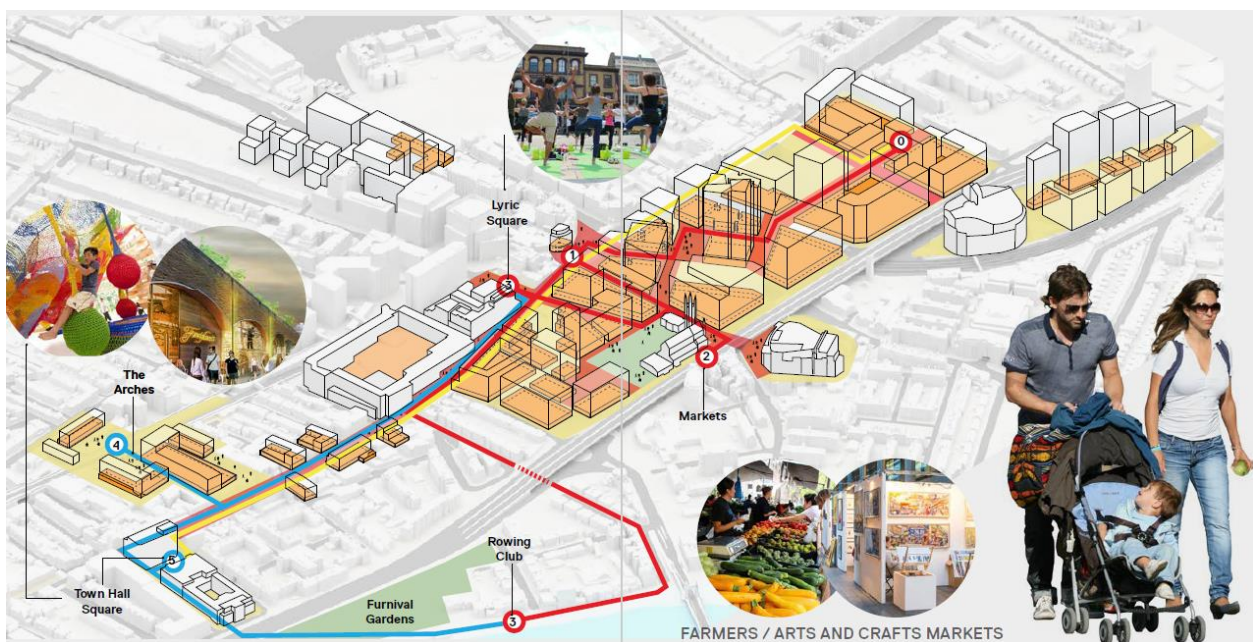 0
Lyric
Square
1
3
The
Arches
2
Markets
4
5
Town Hall
Square
Rowing
Club
Furnival
Gardens
3
FARMERS / ARTS AND CRAFTS MARKETS